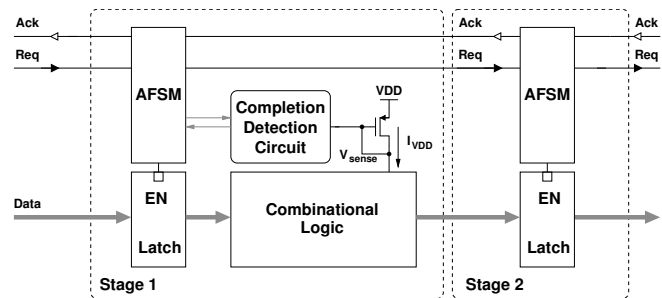 Ack
Req
AFSM
Completion
Detection
Circuit
VDD
I_VDD
V_sense
Ack
Req
AFSM
Ack
Req
Data
EN
Latch
Combinational
Logic
EN
Latch
Stage 1
Stage 2